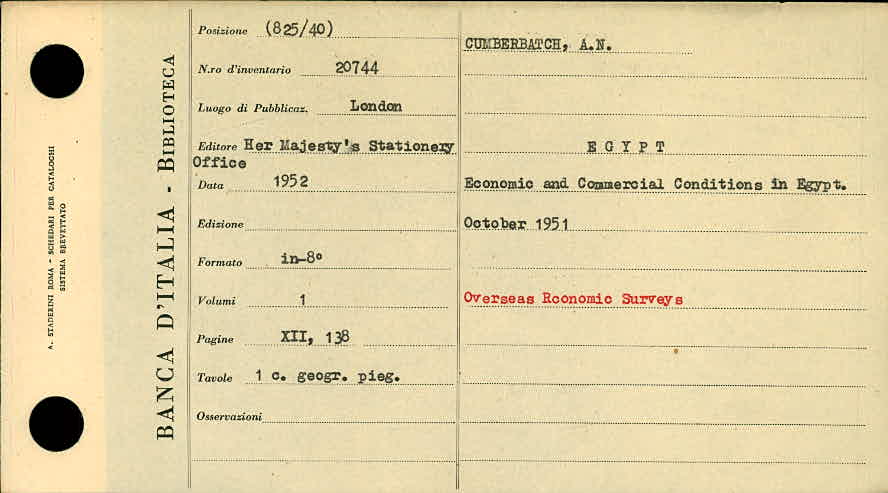 A. STADERINI ROMA - SCHEDARI PER CATALOGHI
SISTEMA BREVETTATO
BANCA D'ITALIA - BIBLIOTECA
Posizione (825/40)
N.ro d'inventario 20744
Luogo di Pubblicaz. London
Editore Her Majesty's Stationery
Office
Data 1952
Edizione
Formato in-8°
Volumi 1
Pagine XII, 138
Tavole 1 c. geogr. pieg.
Osservazioni
CUMBERBATCH, A.N.
E G Y P T
Economic and Commercial Conditions in Egypt.
October 1951
Overseas Rconomic Surveys